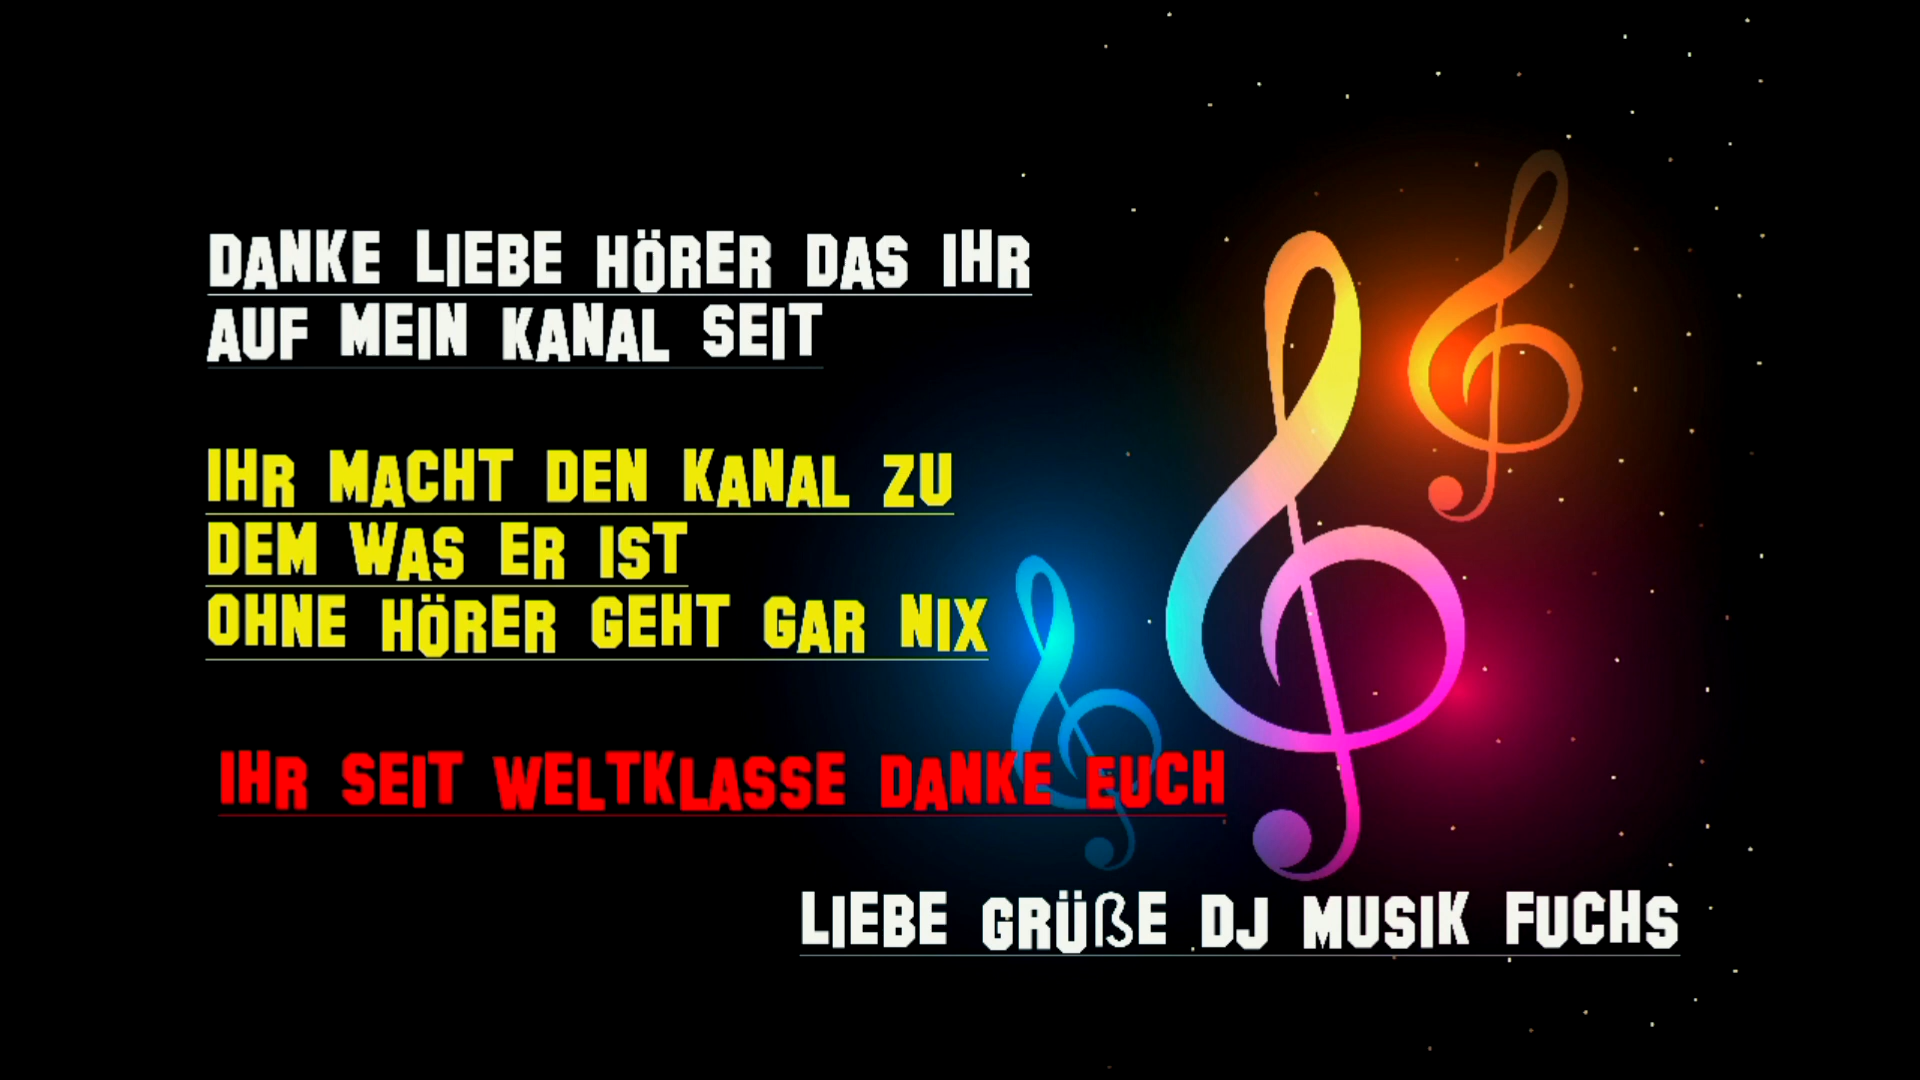 DANKE LIEBE HÖRER DAS IHR
AUF MEIN KANAL SEIT
IHR MACHT DEN KANAL ZU
DEM WAS ER IST
OHNE HÖRER GEHT GAR NIX
IHR SEIT WELTKLASSE DANKE EUCH
LIEBE GRÜßE DJ MUSIK FUCHS